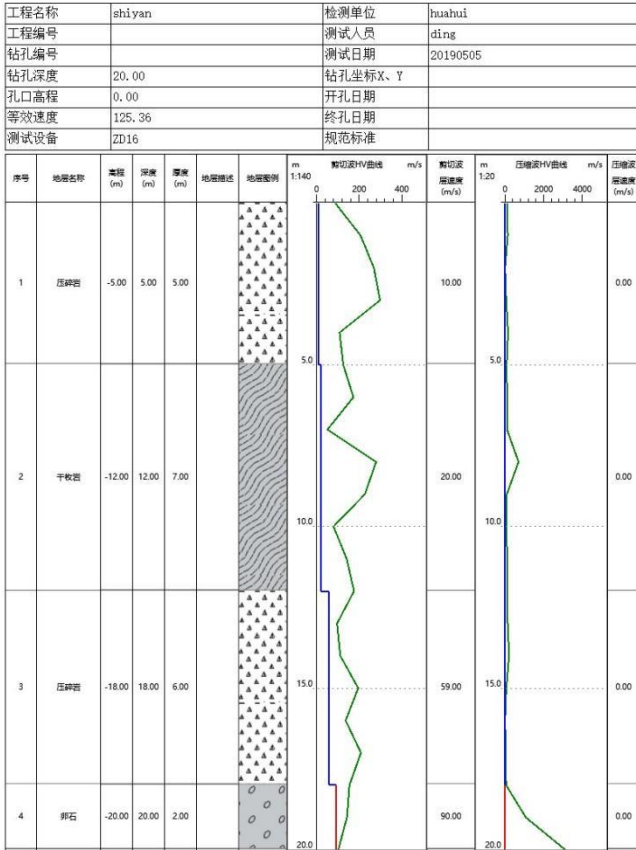 工程名称 shiyan 检测单位 huahui
工程编号 测试人员 ding
钻孔编号 测试日期 20190505
钻孔深度 20.00 钻孔坐标X、Y
孔口高程 0.00 开孔日期
等效速度 125.36 终孔日期
测试设备 ZD16 规范标准
序号 地层名称 高程(m) 深度(m) 厚度(m) 地层描述 地层图例 m 剪切波HV曲线 m/s 剪切波层速度(m/s) m 压缩波HV曲线 m/s 压缩波层速度(m/s)
1:140 0 200 400 1:20 0 2000 4000
1 压碎岩 -5.00 5.00 5.00 10.00 0.00
5.0 5.0
2 千枚岩 -12.00 12.00 7.00 20.00 0.00
10.0 10.0
3 压碎岩 -18.00 18.00 6.00 15.0 59.00 15.0 0.00
4 卵石 -20.00 20.00 2.00 90.00 0.00
20.0 20.0